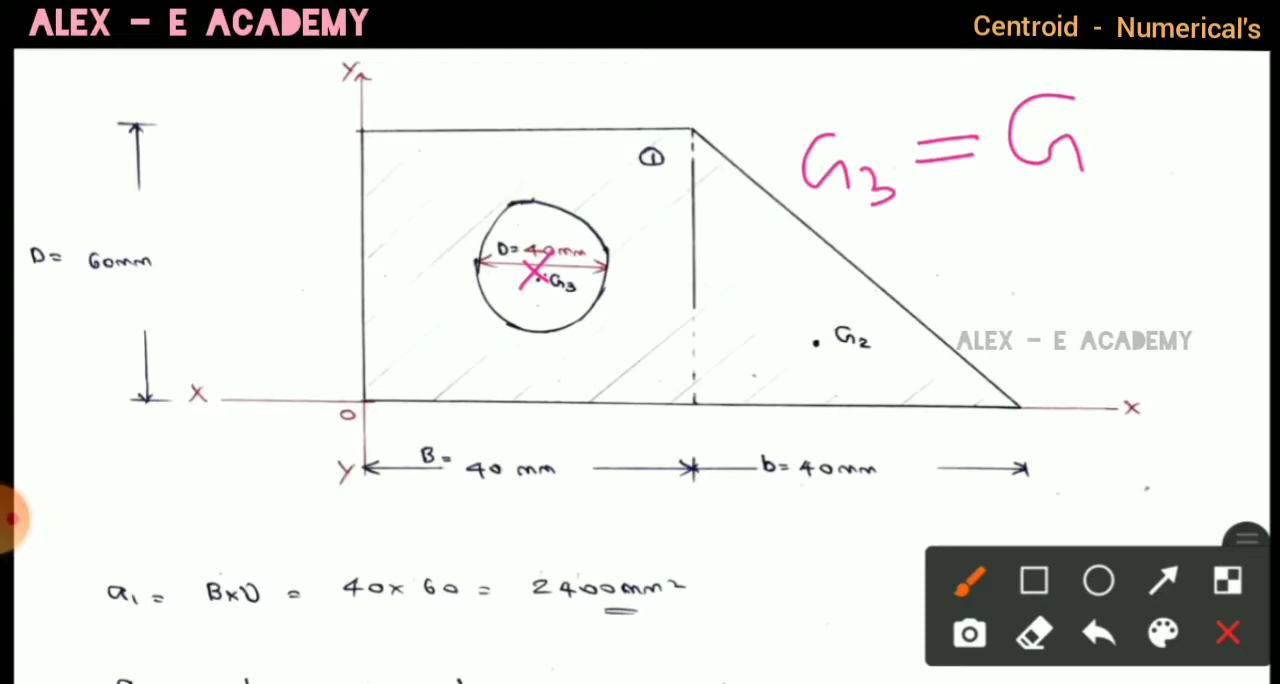 ALEX – E ACADEMY
Centroid - Numerical's
Y
G3 = G
①
D= 60mm
D= 40mm
G3
G2
ALEX – E ACADEMY
X
X
O
Y
B= 40 mm
b= 40mm
a1 = B×D = 40× 60 = 2400mm2